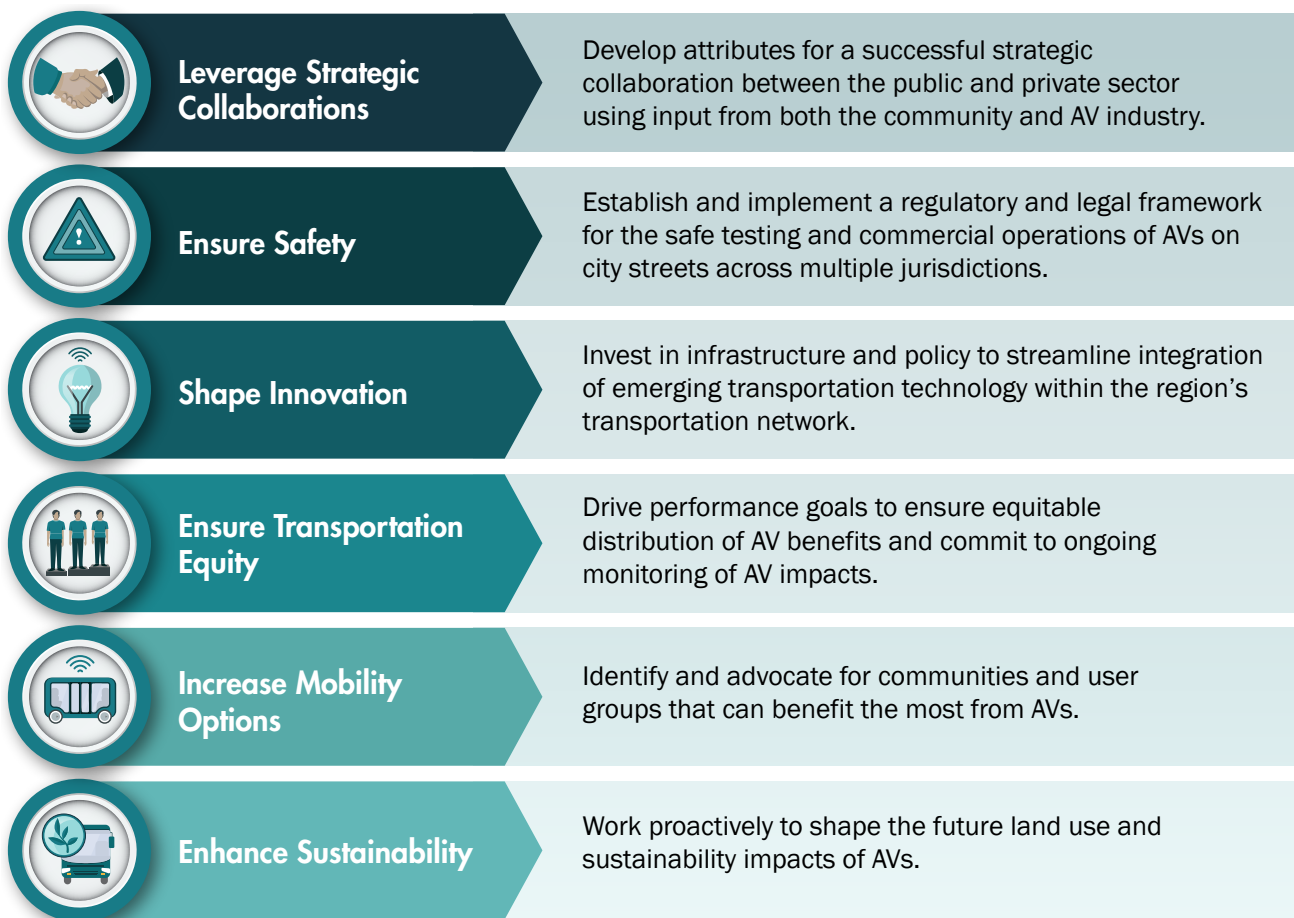 Leverage Strategic
Collaborations
Develop attributes for a successful strategic
collaboration between the public and private sector
using input from both the community and AV industry.
Ensure Safety
Establish and implement a regulatory and legal framework
for the safe testing and commercial operations of AVs on
city streets across multiple jurisdictions.
Shape Innovation
Invest in infrastructure and policy to streamline integration
of emerging transportation technology within the region’s
transportation network.
Ensure Transportation
Equity
Drive performance goals to ensure equitable
distribution of AV benefits and commit to ongoing
monitoring of AV impacts.
Increase Mobility
Options
Identify and advocate for communities and user
groups that can benefit the most from AVs.
Enhance Sustainability
Work proactively to shape the future land use and
sustainability impacts of AVs.